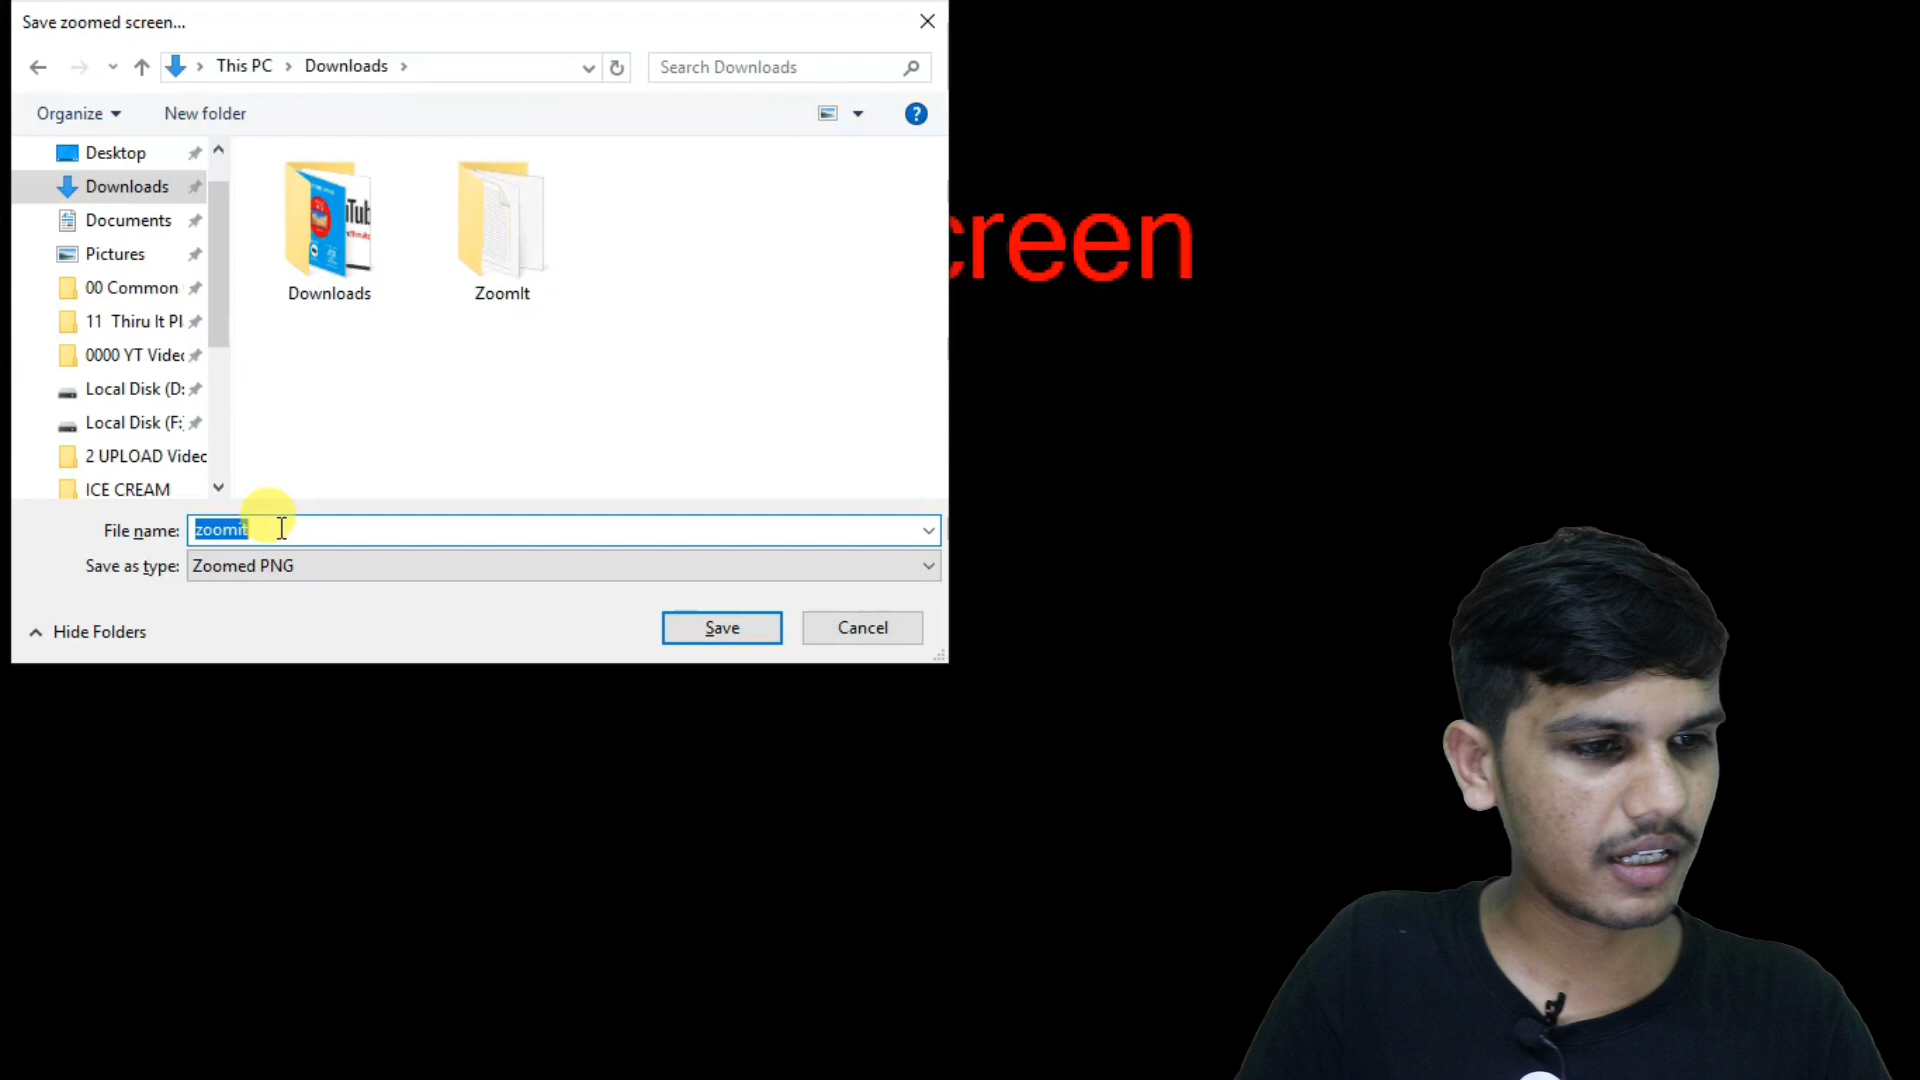 Save zoomed screen...
This PC
Downloads
Search Downloads
Organize
New folder
?
Desktop
Downloads
Documents
Pictures
00 Common
11 Thiru It Pl
0000 YT Videc
Local Disk (D:
Local Disk (F:
2 UPLOAD Videc
ICE CREAM
Downloads
ZoomIt
creen
File name:
zoomit
Save as type:
Zoomed PNG
Hide Folders
Save
Cancel